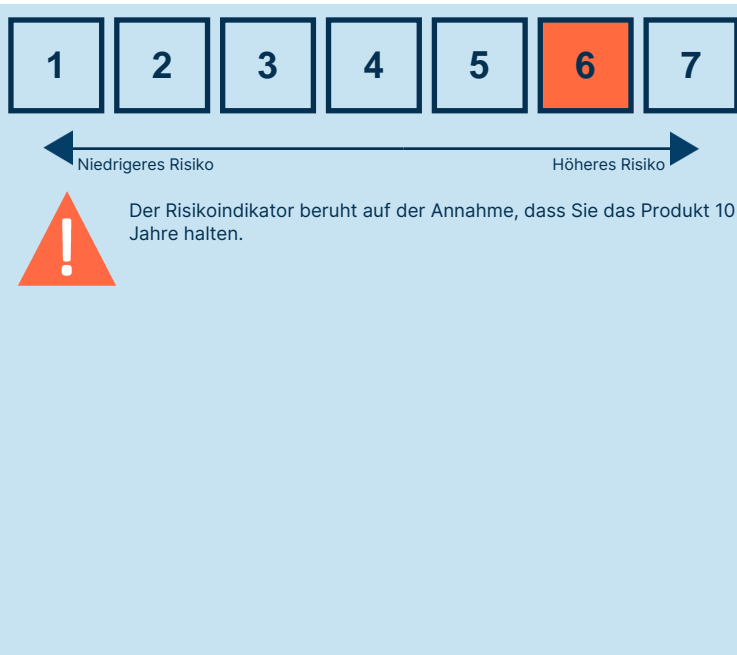 1 2 3 4 5 6 7
Niedrigeres Risiko Höheres Risiko
!
Der Risikoindikator beruht auf der Annahme, dass Sie das Produkt 10
Jahre halten.